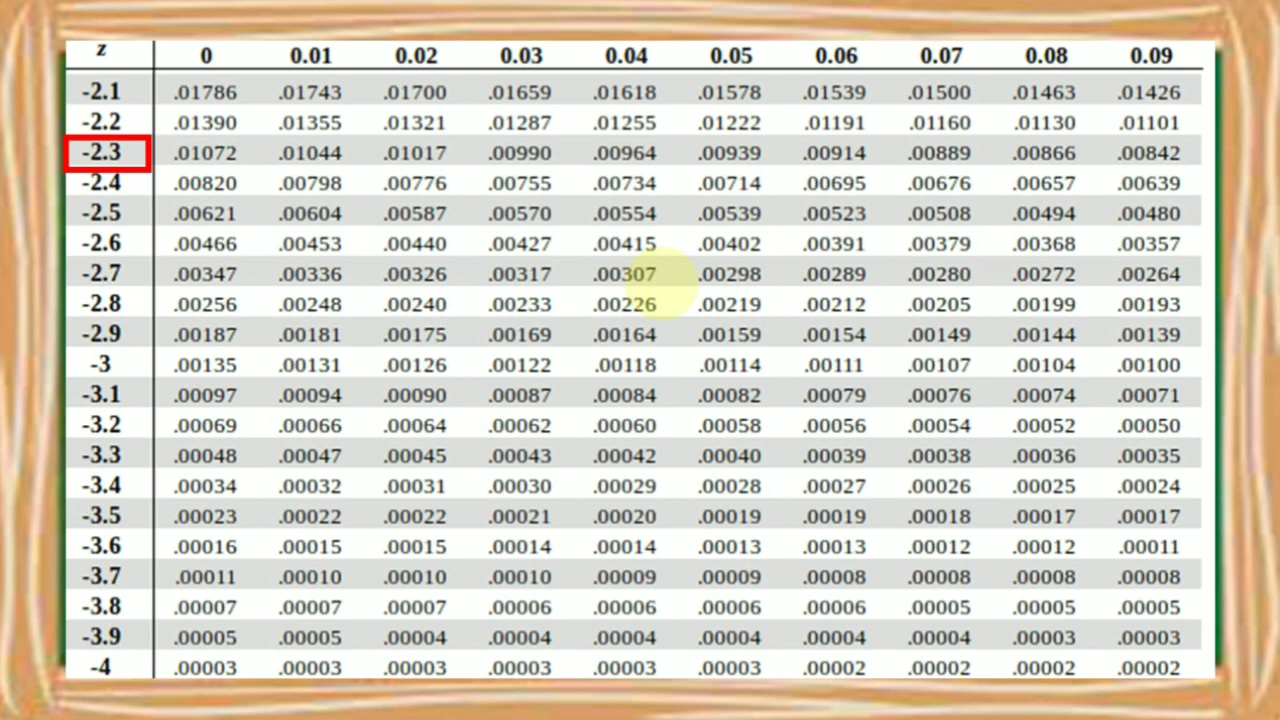 z 0 0.01 0.02 0.03 0.04 0.05 0.06 0.07 0.08 0.09
-2.1 .01786 .01743 .01700 .01659 .01618 .01578 .01539 .01500 .01463 .01426
-2.2 .01390 .01355 .01321 .01287 .01255 .01222 .01191 .01160 .01130 .01101
-2.3 .01072 .01044 .01017 .00990 .00964 .00939 .00914 .00889 .00866 .00842
-2.4 .00820 .00798 .00776 .00755 .00734 .00714 .00695 .00676 .00657 .00639
-2.5 .00621 .00604 .00587 .00570 .00554 .00539 .00523 .00508 .00494 .00480
-2.6 .00466 .00453 .00440 .00427 .00415 .00402 .00391 .00379 .00368 .00357
-2.7 .00347 .00336 .00326 .00317 .00307 .00298 .00289 .00280 .00272 .00264
-2.8 .00256 .00248 .00240 .00233 .00226 .00219 .00212 .00205 .00199 .00193
-2.9 .00187 .00181 .00175 .00169 .00164 .00159 .00154 .00149 .00144 .00139
-3 .00135 .00131 .00126 .00122 .00118 .00114 .00111 .00107 .00104 .00100
-3.1 .00097 .00094 .00090 .00087 .00084 .00082 .00079 .00076 .00074 .00071
-3.2 .00069 .00066 .00064 .00062 .00060 .00058 .00056 .00054 .00052 .00050
-3.3 .00048 .00047 .00045 .00043 .00042 .00040 .00039 .00038 .00036 .00035
-3.4 .00034 .00032 .00031 .00030 .00029 .00028 .00027 .00026 .00025 .00024
-3.5 .00023 .00022 .00022 .00021 .00020 .00019 .00019 .00018 .00017 .00017
-3.6 .00016 .00015 .00015 .00014 .00014 .00013 .00013 .00012 .00012 .00011
-3.7 .00011 .00010 .00010 .00010 .00009 .00009 .00008 .00008 .00008 .00008
-3.8 .00007 .00007 .00007 .00006 .00006 .00006 .00006 .00005 .00005 .00005
-3.9 .00005 .00005 .00004 .00004 .00004 .00004 .00004 .00004 .00003 .00003
-4 .00003 .00003 .00003 .00003 .00003 .00003 .00002 .00002 .00002 .00002